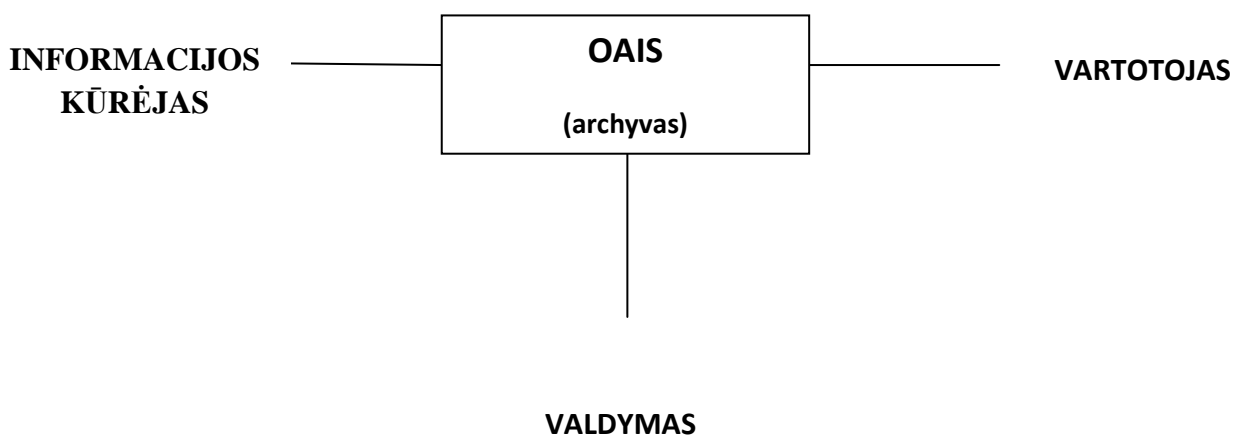 INFORMACIJOS
KŪRĖJAS
OAIS
(archyvas)
VARTOTOJAS
VALDYMAS